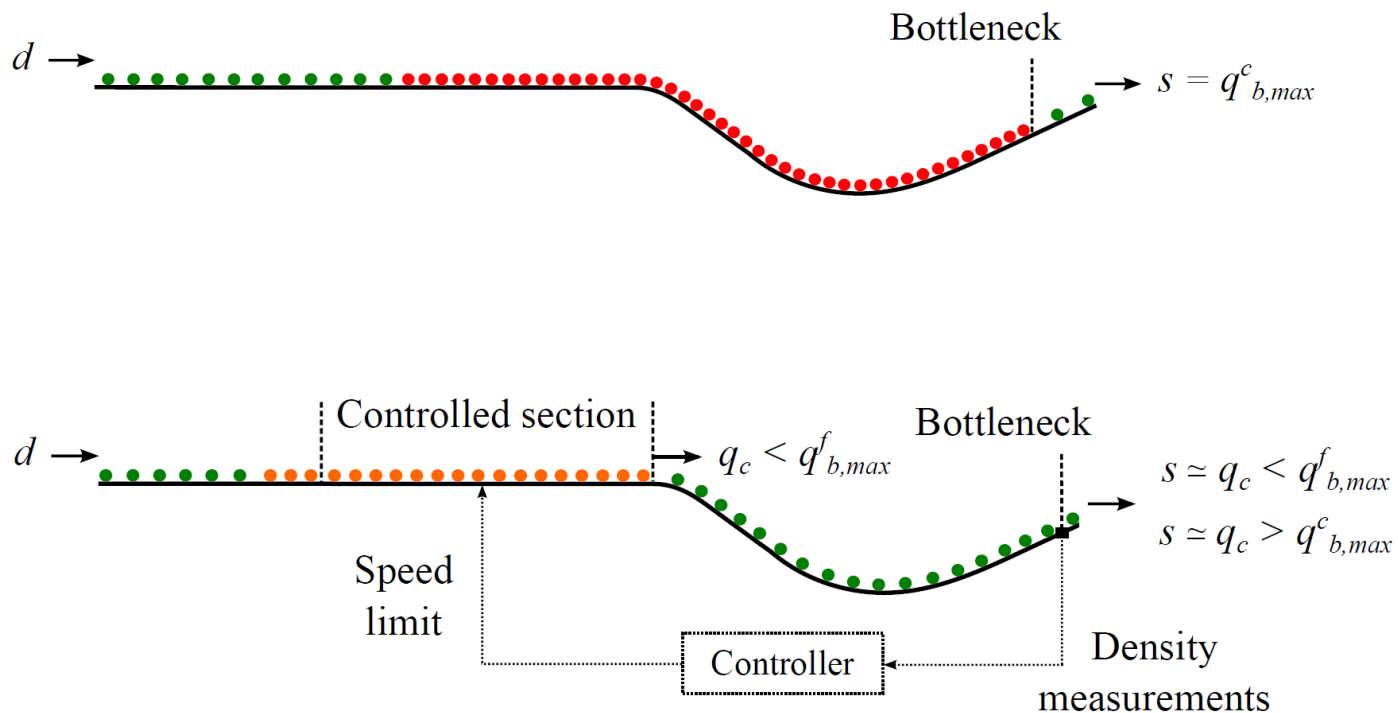 Bottleneck
d
s = q^c_{b,max}
Controlled section
Bottleneck
d
q_c < q^f_{b,max}
s ≃ q_c < q^f_{b,max}
s ≃ q_c > q^c_{b,max}
Speed
limit
Controller
Density
measurements